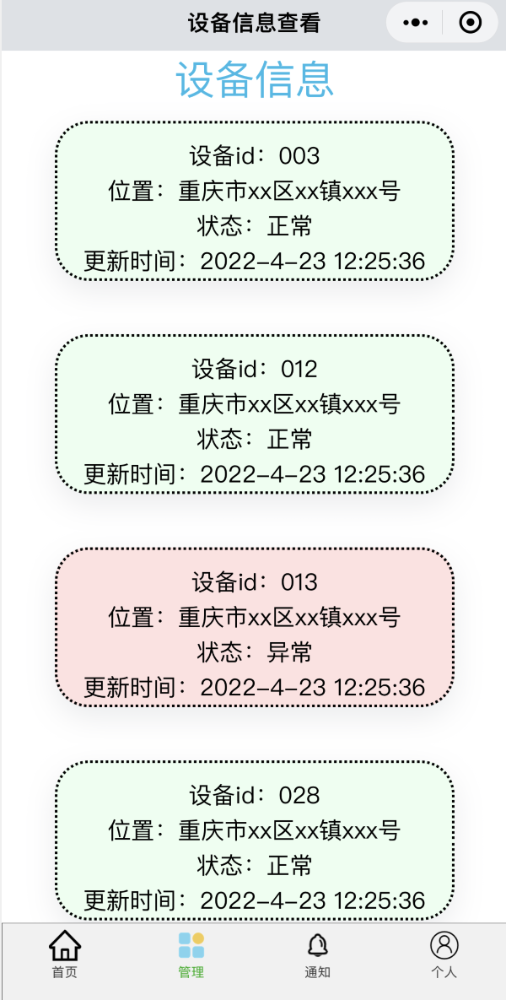 设备信息查看
设备信息
设备id：003
位置：重庆市xx区xx镇xxx号
状态：正常
更新时间：2022-4-23 12:25:36
设备id：012
位置：重庆市xx区xx镇xxx号
状态：正常
更新时间：2022-4-23 12:25:36
设备id：013
位置：重庆市xx区xx镇xxx号
状态：异常
更新时间：2022-4-23 12:25:36
设备id：028
位置：重庆市xx区xx镇xxx号
状态：正常
更新时间：2022-4-23 12:25:36
首页 管理 通知 个人